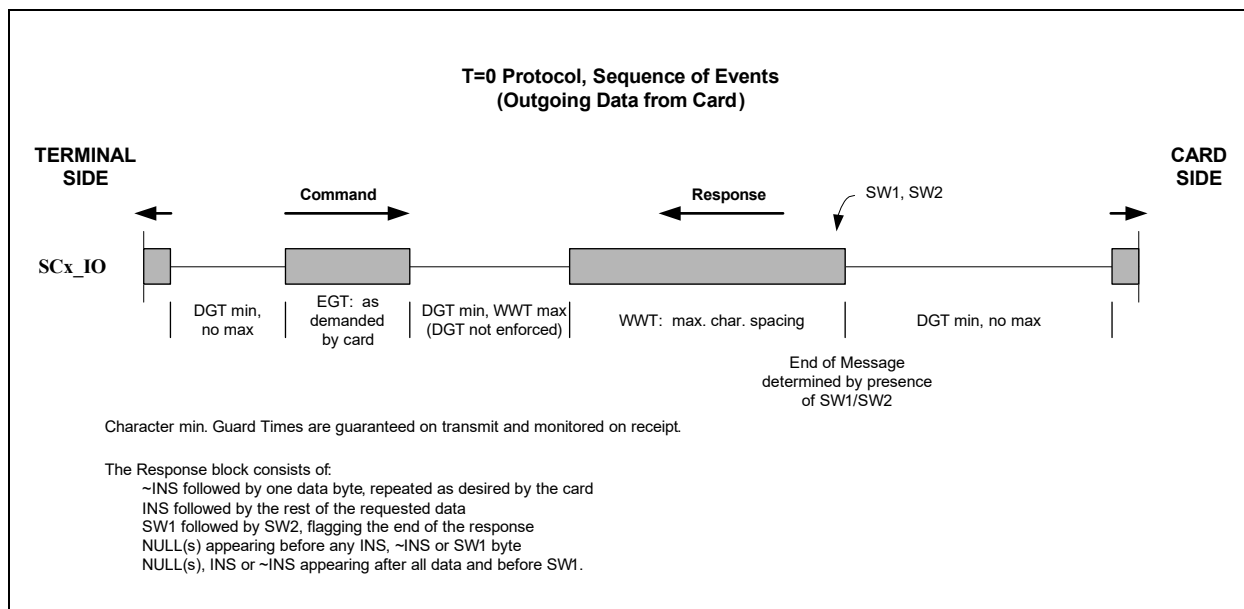 T=0 Protocol, Sequence of Events
(Outgoing Data from Card)
TERMINAL
SIDE
CARD
SIDE
Command
Response
SW1, SW2
SCx_IO
DGT min,
no max
EGT: as
demanded
by card
DGT min, WWT max
(DGT not enforced)
WWT: max. char. spacing
DGT min, no max
End of Message
determined by presence
of SW1/SW2
Character min. Guard Times are guaranteed on transmit and monitored on receipt.
The Response block consists of:
~INS followed by one data byte, repeated as desired by the card
INS followed by the rest of the requested data
SW1 followed by SW2, flagging the end of the response
NULL(s) appearing before any INS, ~INS or SW1 byte
NULL(s), INS or ~INS appearing after all data and before SW1.